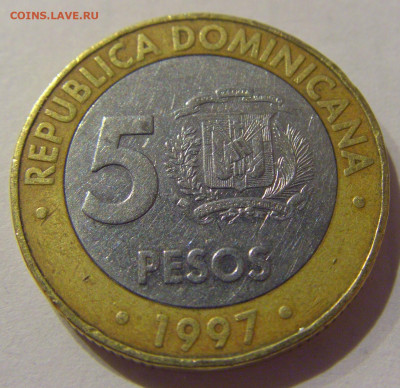 COINS.LAVE.RU
REPUBLICA DOMINICANA
5
PESOS
• 1997 •